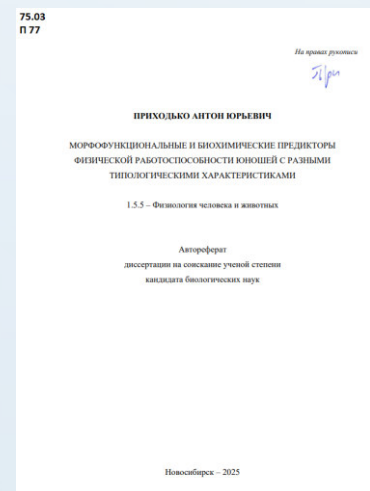 75.03
П 77
На правах рукописи
ПРИХОДЬКО АНТОН ЮРЬЕВИЧ
МОРФОФУНКЦИОНАЛЬНЫЕ И БИОХИМИЧЕСКИЕ ПРЕДИКТОРЫ
ФИЗИЧЕСКОЙ РАБОТОСПОСОБНОСТИ ЮНОШЕЙ С РАЗНЫМИ
ТИПОЛОГИЧЕСКИМИ ХАРАКТЕРИСТИКАМИ
1.5.5 – Физиология человека и животных
Автореферат
диссертации на соискание ученой степени
кандидата биологических наук
Новосибирск – 2025